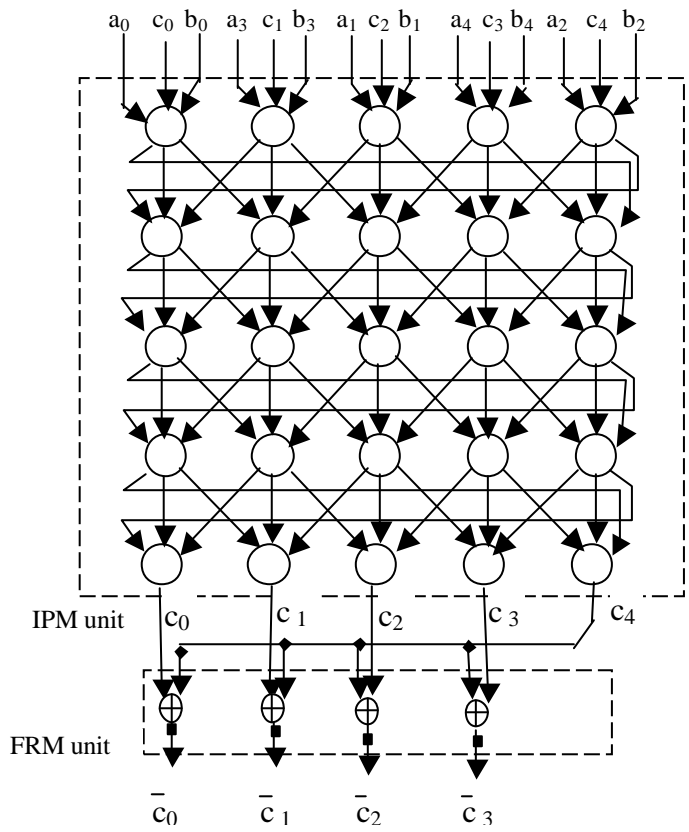 a₀ c₀ b₀ a₃ c₁ b₃ a₁ c₂ b₁ a₄ c₃ b₄ a₂ c₄ b₂
IPM unit
c₀ c₁ c₂ c₃ c₄
FRM unit
c̄₀ c̄₁ c̄₂ c̄₃